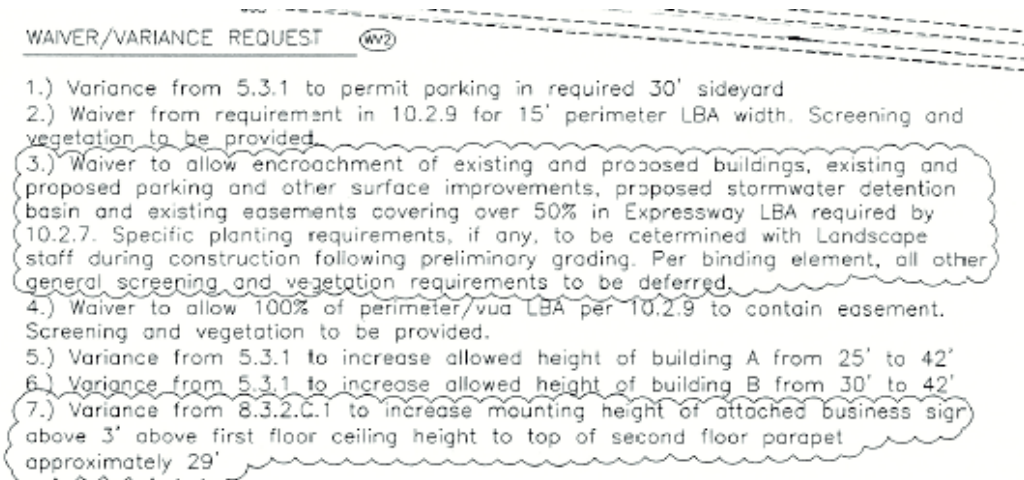 WAIVER/VARIANCE REQUEST WV2
1.) Variance from 5.3.1 to permit parking in required 30' sideyard
2.) Waiver from requirement in 10.2.9 for 15' perimeter LBA width. Screening and
vegetation to be provided.
3.) Waiver to allow encroachment of existing and proposed buildings, existing and
proposed parking and other surface improvements, proposed stormwater detention
basin and existing easements covering over 50% in Expressway LBA required by
10.2.7. Specific planting requirements, if any, to be cetermined with Landscape
staff during construction following preliminary grading. Per binding element, all other
general screening and vegetation requirements to be deferred.
4.) Waiver to allow 100% of perimeter/vua LBA per 10.2.9 to contain easement.
Screening and vegetation to be provided.
5.) Variance from 5.3.1 to increase allowed height of building A from 25' to 42'
6.) Variance from 5.3.1 to increase allowed height of building B from 30' to 42'
7.) Variance from 8.3.2.C.1 to increase mounting height of attached business sign
above 3' above first floor ceiling height to top of second floor parapet
approximately 29'